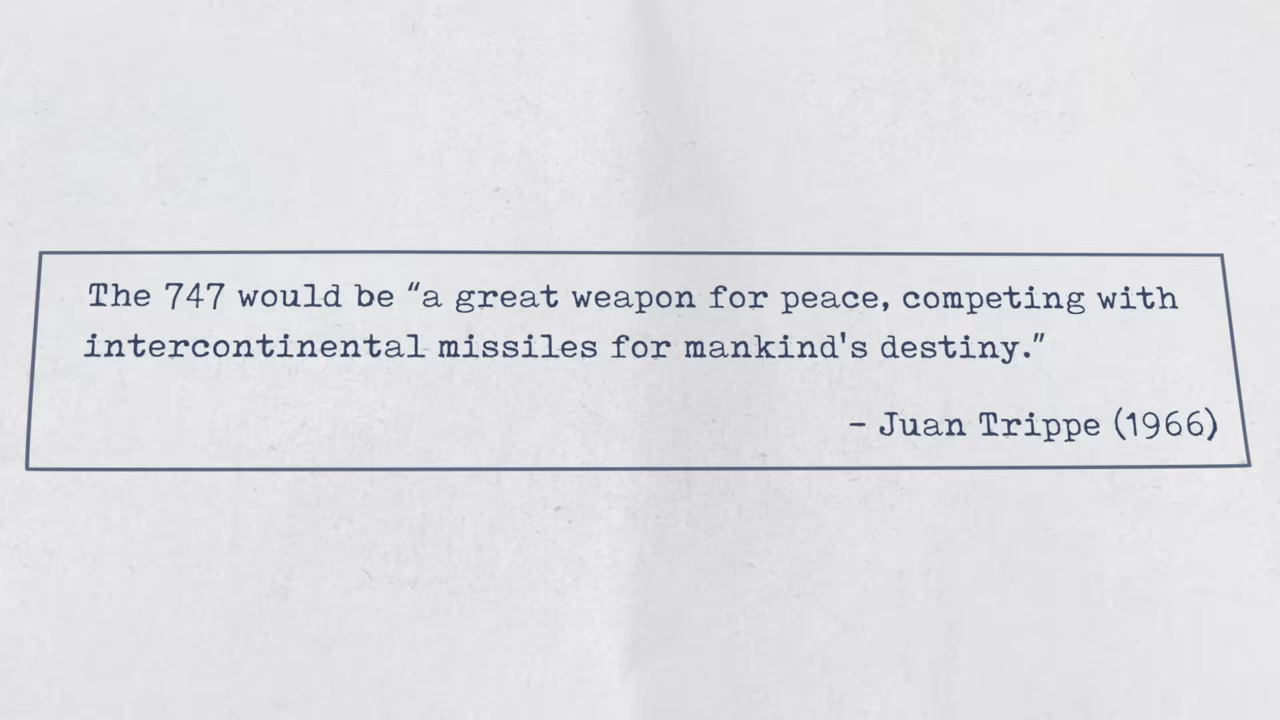 The 747 would be “a great weapon for peace, competing with
intercontinental missiles for mankind's destiny.”
– Juan Trippe (1966)